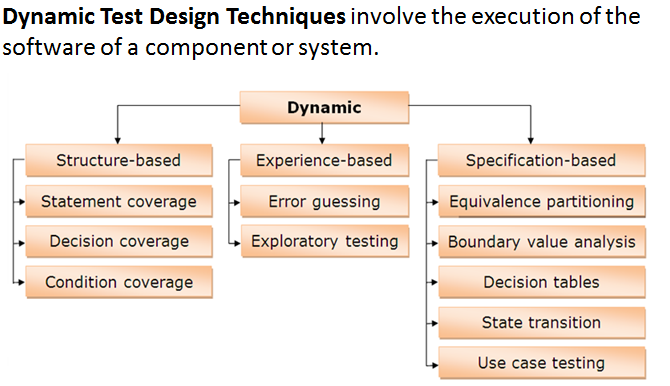 Dynamic Test Design Techniques involve the execution of the
software of a component or system.
Dynamic
Structure-based
Statement coverage
Decision coverage
Condition coverage
Experience-based
Error guessing
Exploratory testing
Specification-based
Equivalence partitioning
Boundary value analysis
Decision tables
State transition
Use case testing